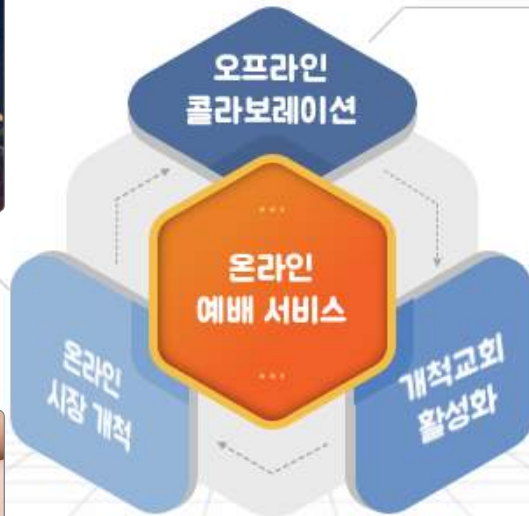 오프라인
콜라보레이션
온라인
예배 서비스
온라인
시장 개척
개척교회
활성화